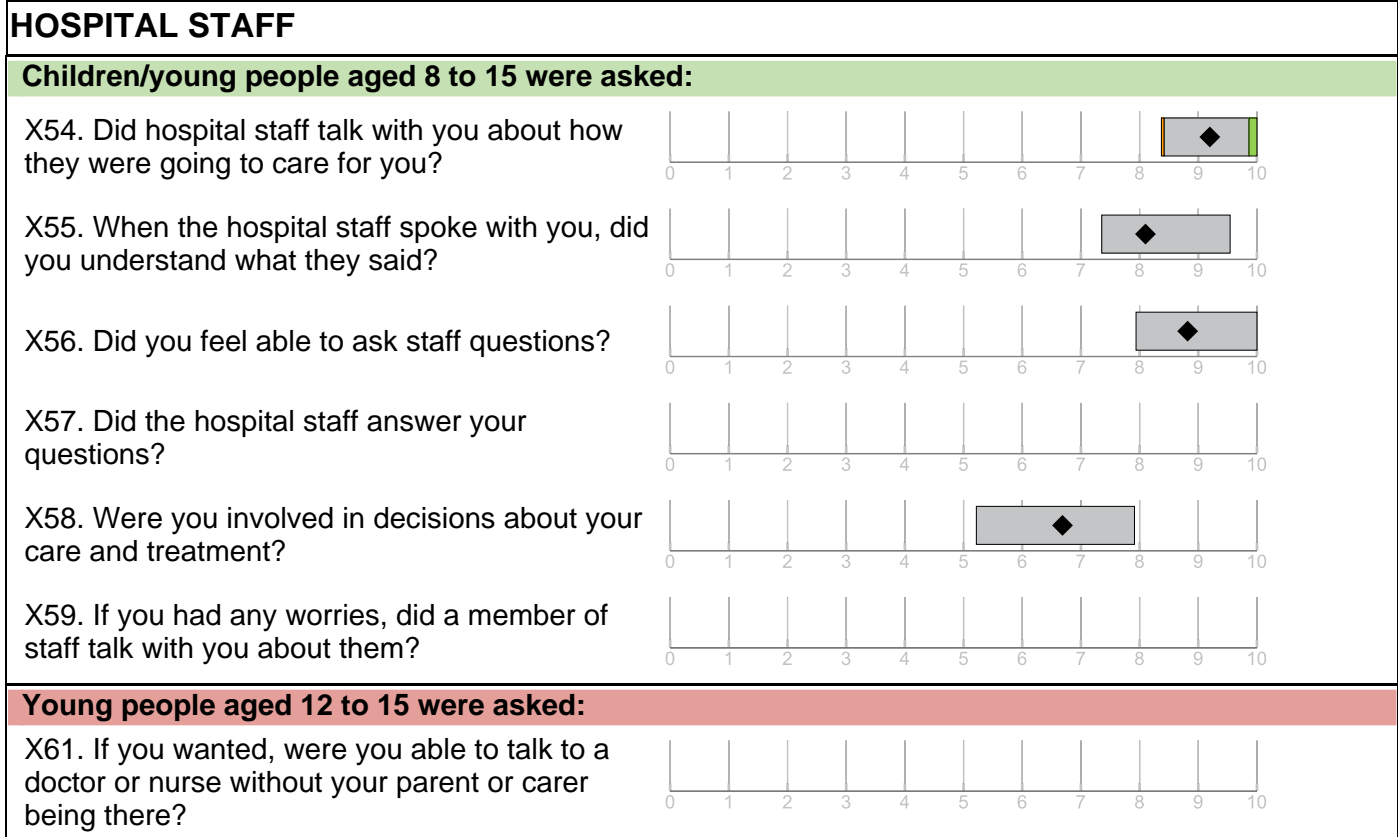 HOSPITAL STAFF
Children/young people aged 8 to 15 were asked:
X54. Did hospital staff talk with you about how
they were going to care for you?
0 1 2 3 4 5 6 7 8 9 10
X55. When the hospital staff spoke with you, did
you understand what they said?
0 1 2 3 4 5 6 7 8 9 10
X56. Did you feel able to ask staff questions?
0 1 2 3 4 5 6 7 8 9 10
X57. Did the hospital staff answer your
questions?
0 1 2 3 4 5 6 7 8 9 10
X58. Were you involved in decisions about your
care and treatment?
0 1 2 3 4 5 6 7 8 9 10
X59. If you had any worries, did a member of
staff talk with you about them?
0 1 2 3 4 5 6 7 8 9 10
Young people aged 12 to 15 were asked:
X61. If you wanted, were you able to talk to a
doctor or nurse without your parent or carer
being there?
0 1 2 3 4 5 6 7 8 9 10